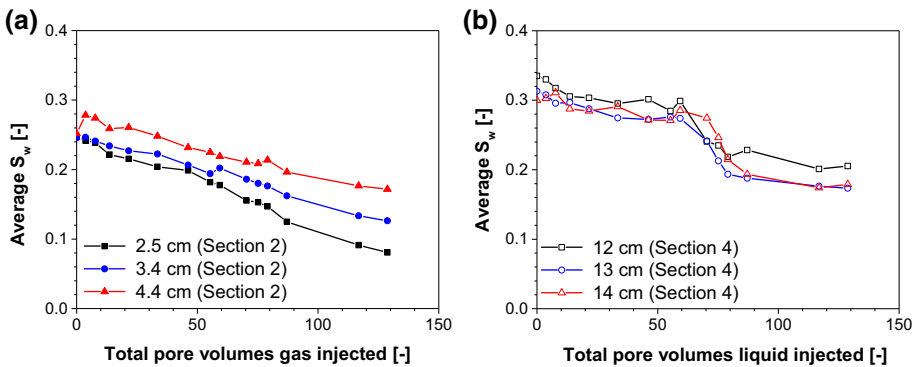 (a)
0.4
0.3
0.2
0.1
0.0
Average Sw [-]
2.5 cm (Section 2)
3.4 cm (Section 2)
4.4 cm (Section 2)
0
50
100
150
Total pore volumes gas injected [-]
(b)
0.4
0.3
0.2
0.1
0.0
Average Sw [-]
12 cm (Section 4)
13 cm (Section 4)
14 cm (Section 4)
0
50
100
150
Total pore volumes liquid injected [-]